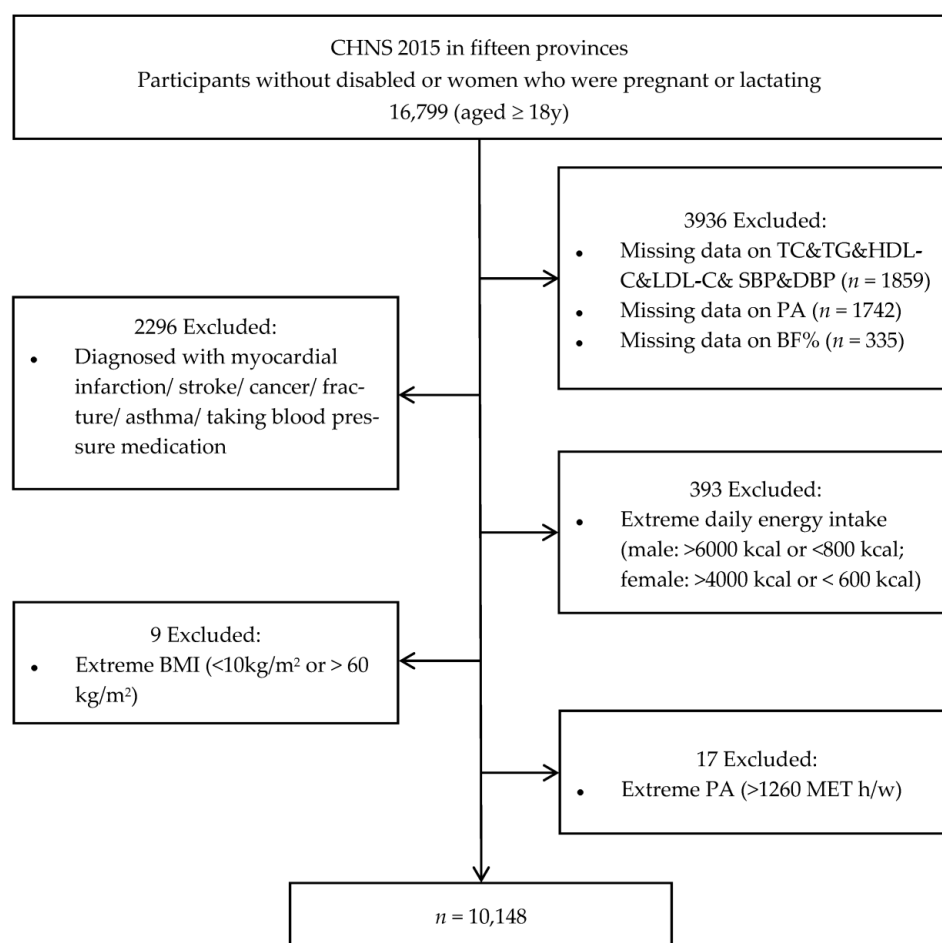 CHNS 2015 in fifteen provinces
Participants without disabled or women who were pregnant or lactating
16,799 (aged ≥ 18y)
3936 Excluded:
• Missing data on TC&TG&HDL-
C&LDL-C& SBP&DBP (n = 1859)
• Missing data on PA (n = 1742)
• Missing data on BF% (n = 335)
2296 Excluded:
• Diagnosed with myocardial
infarction/ stroke/ cancer/ frac-
ture/ asthma/ taking blood pres-
sure medication
393 Excluded:
• Extreme daily energy intake
(male: >6000 kcal or <800 kcal;
female: >4000 kcal or < 600 kcal)
9 Excluded:
• Extreme BMI (<10kg/m² or > 60
kg/m²)
17 Excluded:
• Extreme PA (>1260 MET h/w)
n = 10,148